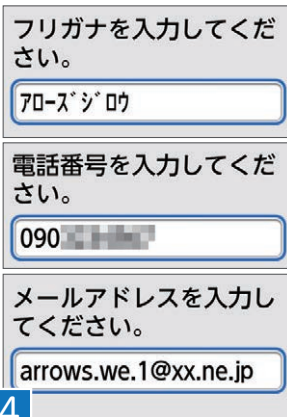 フリガナを入力してくだ
さい。
ｱﾛｰｽﾞｼﾞﾛｳ
電話番号を入力してくだ
さい。
090
メールアドレスを入力し
てください。
arrows.we.1@xx.ne.jp
4